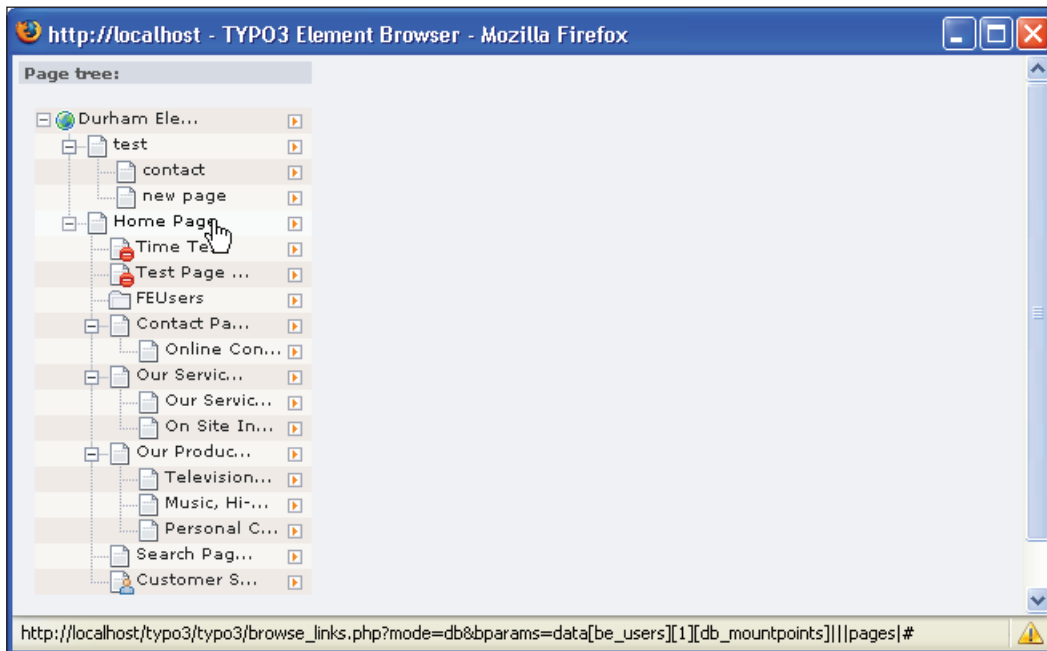 http://localhost - TYPO3 Element Browser - Mozilla Firefox
Page tree:
Durham Ele...
test
contact
new page
Home Page
Time Te
Test Page ...
FEUsers
Contact Pa...
Online Con...
Our Servic...
Our Servic...
On Site In...
Our Produc...
Television...
Music, Hi-...
Personal C...
Search Pag...
Customer S...
http://localhost/typo3/typo3/browse_links.php?mode=db&bparams=data[be_users][1][db_mountpoints]|||pages|#